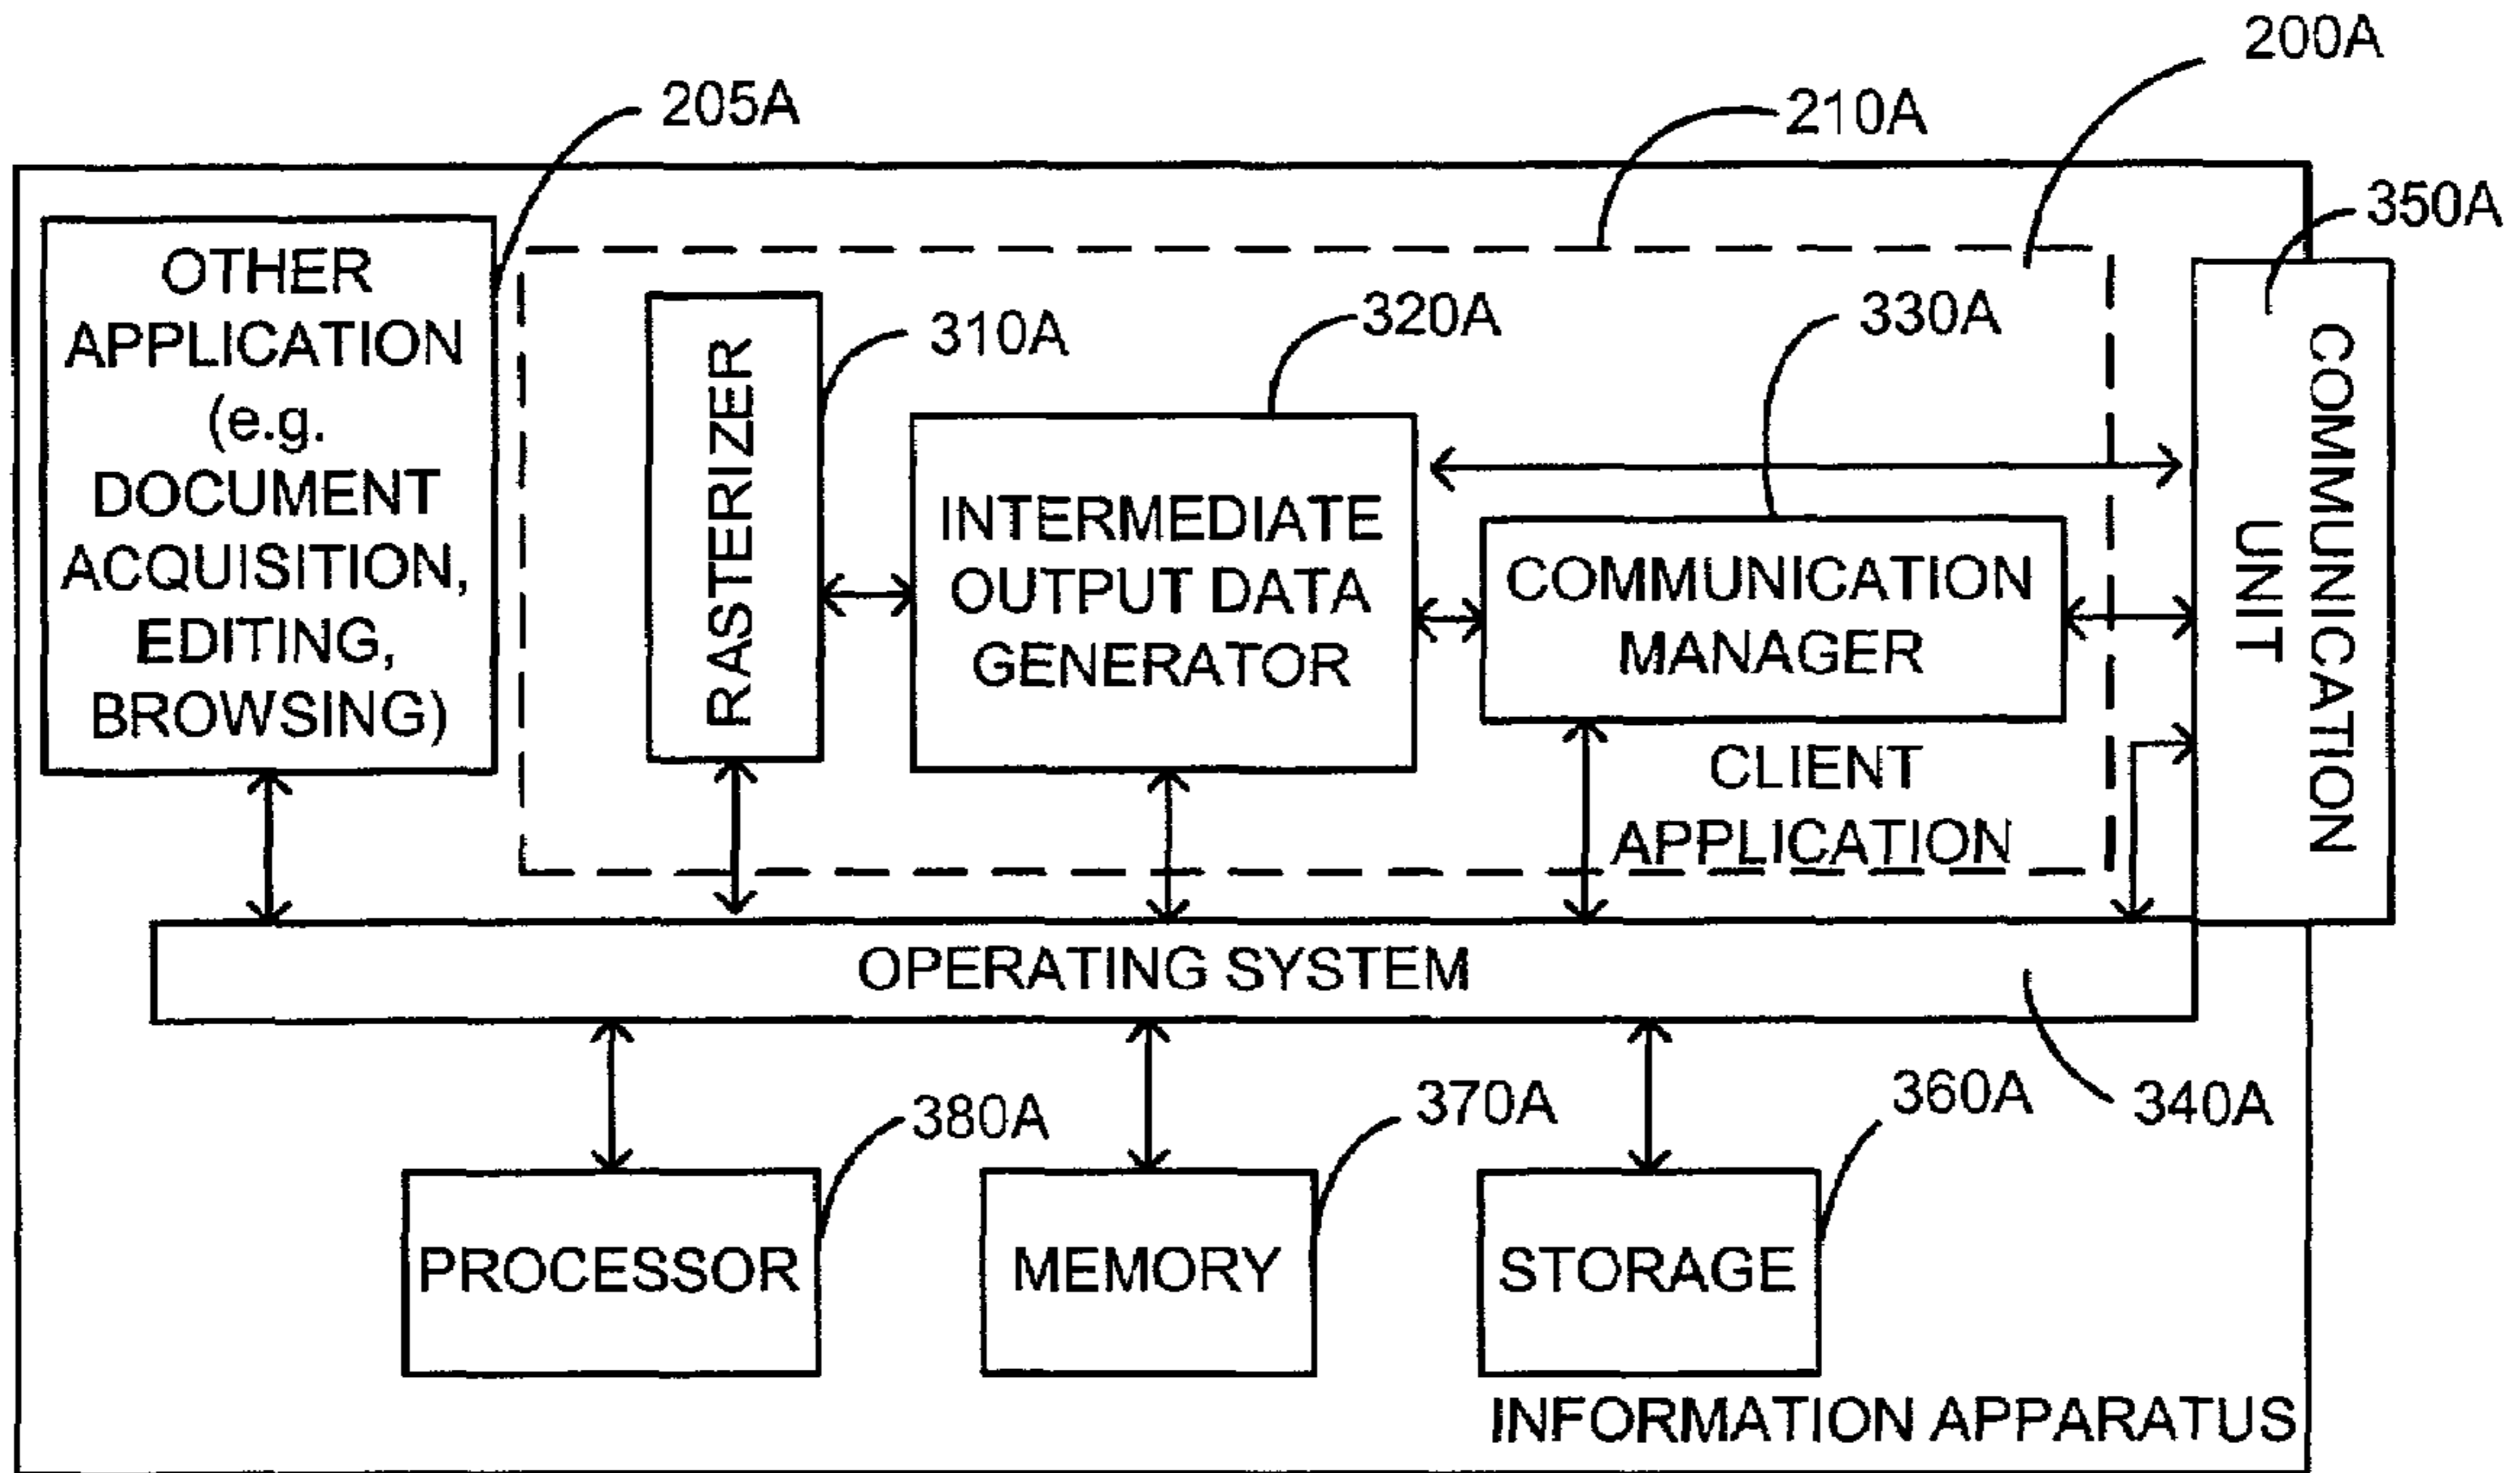 200A
205A
210A
350A
OTHER
APPLICATION
(e.g.
DOCUMENT
ACQUISITION,
EDITING,
BROWSING)
RASTERIZER
310A
320A
330A
INTERMEDIATE
OUTPUT DATA
GENERATOR
COMMUNICATION
MANAGER
CLIENT
APPLICATION
COMMUNICATION
UNIT
OPERATING SYSTEM
380A
370A
360A
340A
PROCESSOR
MEMORY
STORAGE
INFORMATION APPARATUS